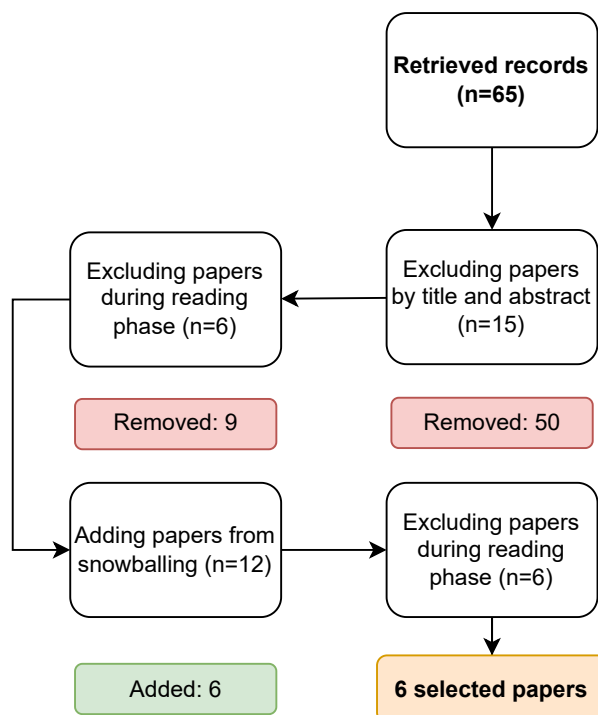 Retrieved records
(n=65)
Excluding papers
by title and abstract
(n=15)
Removed: 50
Excluding papers
during reading
phase (n=6)
Removed: 9
Adding papers from
snowballing (n=12)
Added: 6
Excluding papers
during reading
phase (n=6)
6 selected papers